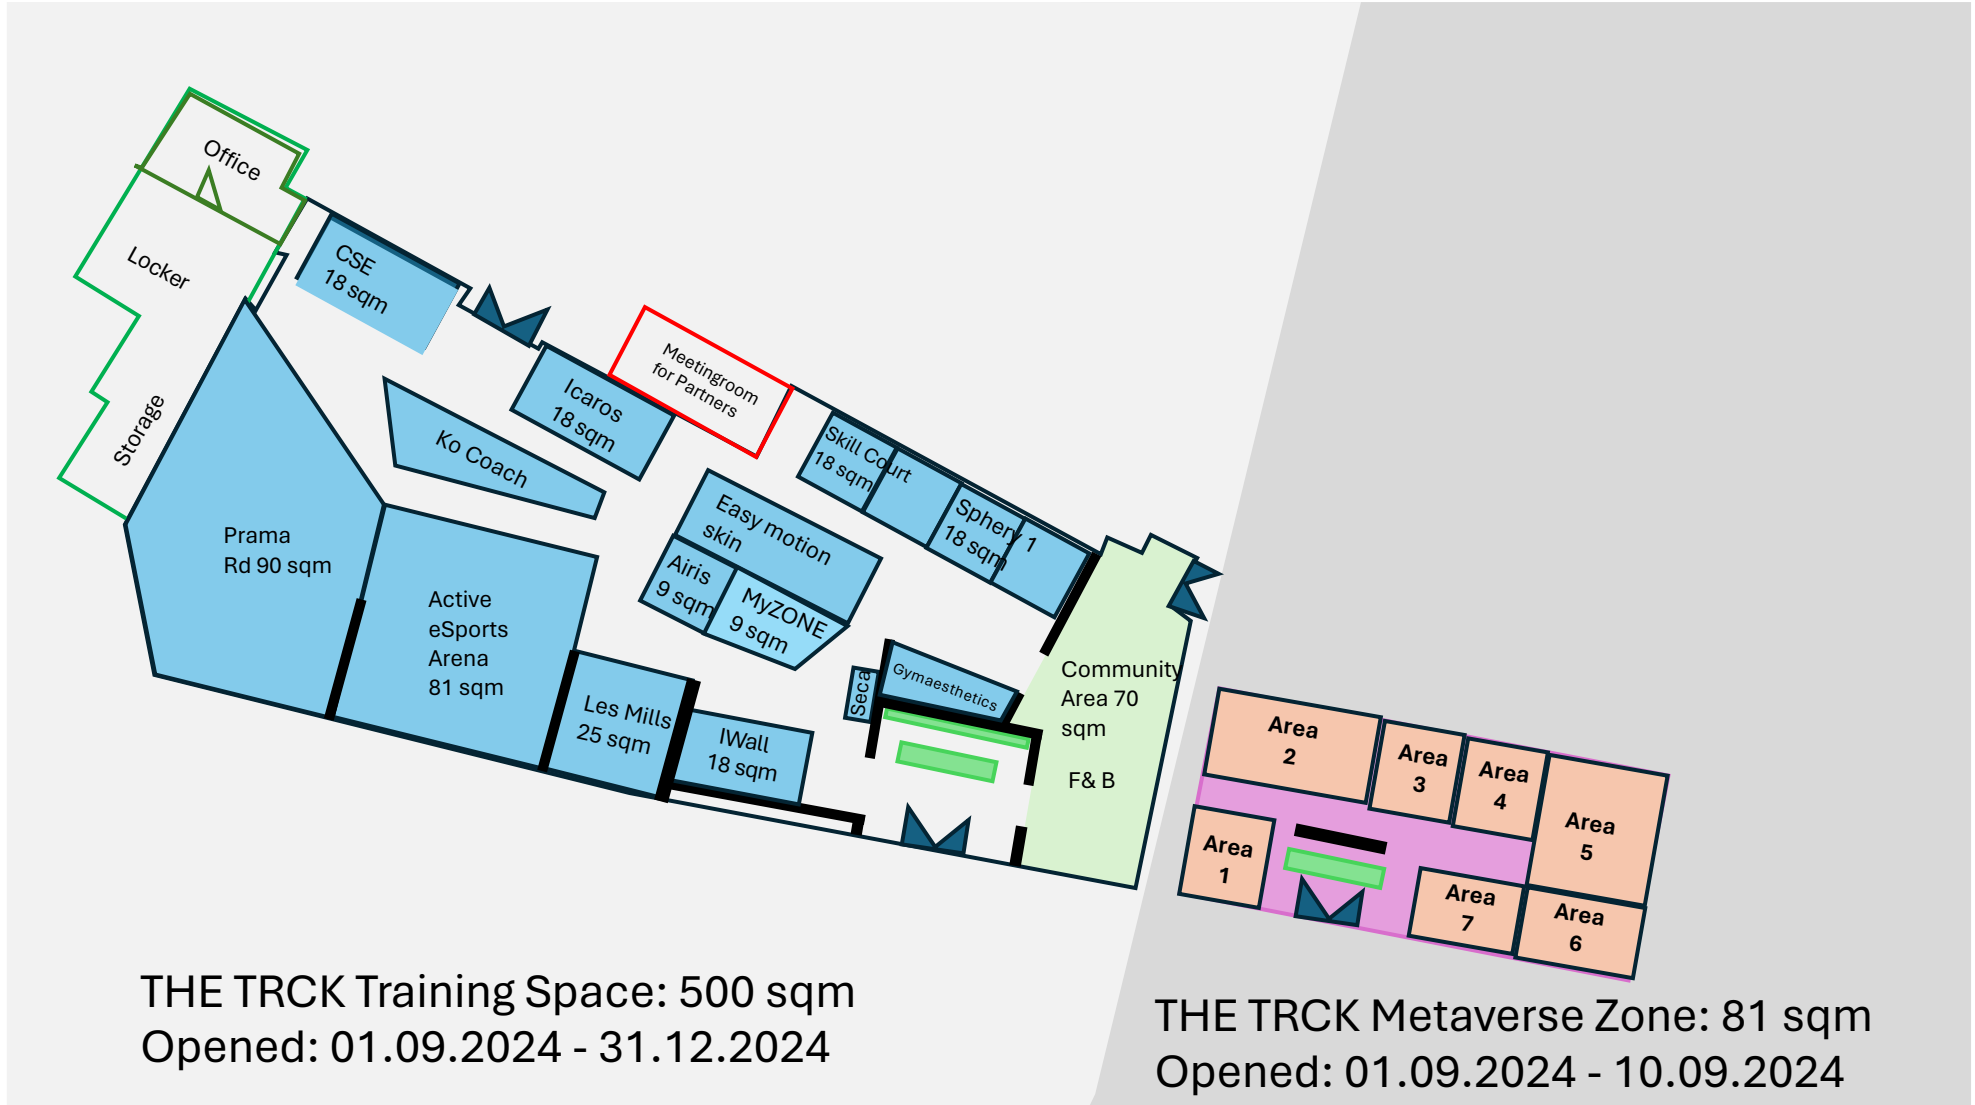 Office
Locker
Storage
CSE
18 sqm
Icaros
18 sqm
Meetingroom
for Partners
Ko Coach
Skill Court
18 sqm
Sphery 1
18 sqm
Easy motion
skin
Airis
9 sqm
MyZONE
9 sqm
Prama
Rd 90 sqm
Active
eSports
Arena
81 sqm
Les Mills
25 sqm
IWall
18 sqm
Seca
Gymaesthetics
Community
Area 70
sqm
F& B
Area
1
Area
2
Area
3
Area
4
Area
5
Area
6
Area
7
THE TRCK Training Space: 500 sqm
Opened: 01.09.2024 - 31.12.2024
THE TRCK Metaverse Zone: 81 sqm
Opened: 01.09.2024 - 10.09.2024